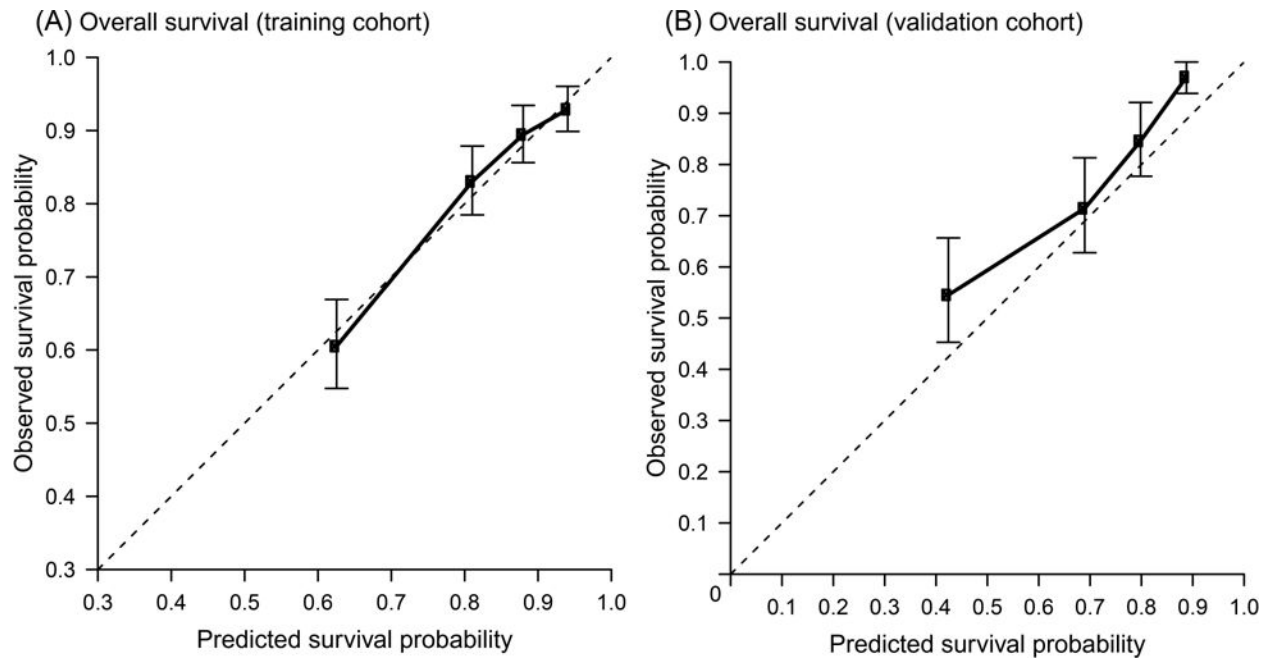 (A) Overall survival (training cohort)
1.0
0.9
0.8
0.7
0.6
0.5
0.4
0.3
Observed survival probability
0.3 0.4 0.5 0.6 0.7 0.8 0.9 1.0
Predicted survival probability
(B) Overall survival (validation cohort)
1.0
0.9
0.8
0.7
0.6
0.5
0.4
0.3
0.2
0.1
Observed survival probability
0 0.1 0.2 0.3 0.4 0.5 0.6 0.7 0.8 0.9 1.0
Predicted survival probability